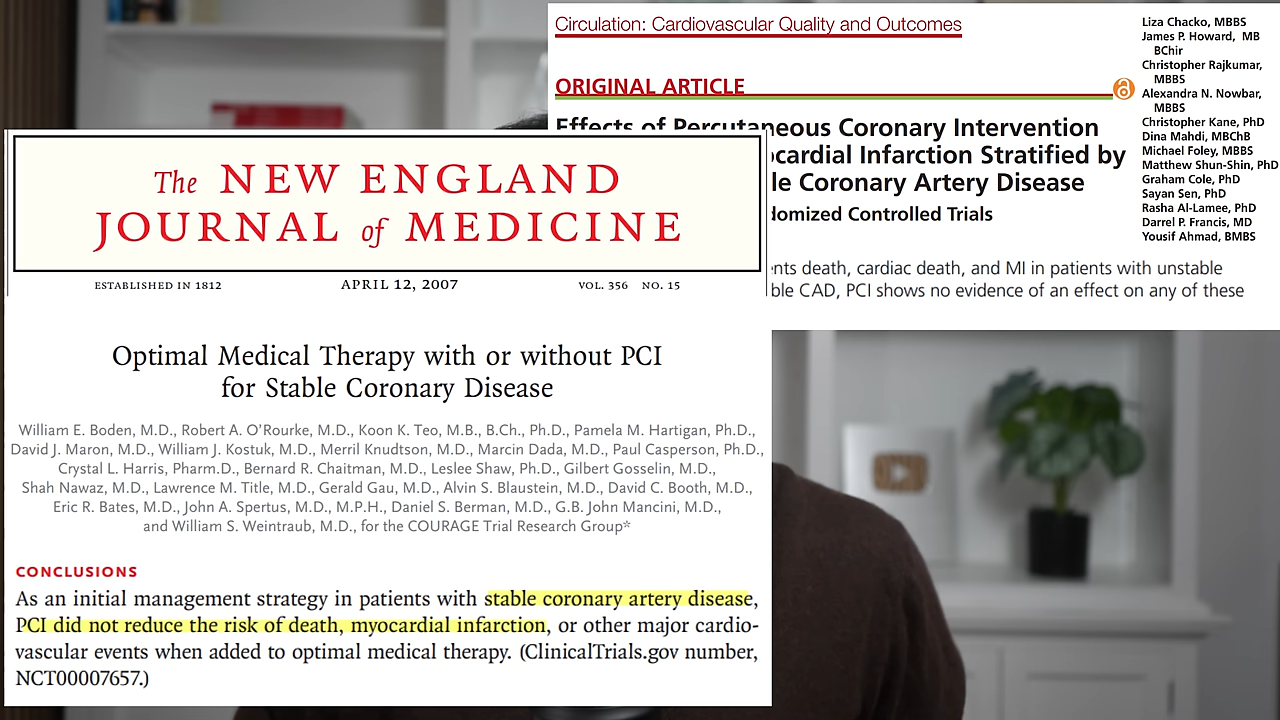 Circulation: Cardiovascular Quality and Outcomes
ORIGINAL ARTICLE
Effects of Percutaneous Coronary Intervention
ocardial Infarction Stratified by
le Coronary Artery Disease
domized Controlled Trials
ents death, cardiac death, and MI in patients with unstable
ble CAD, PCI shows no evidence of an effect on any of these
Liza Chacko, MBBS
James P. Howard, MB
BChir
Christopher Rajkumar,
MBBS
Alexandra N. Nowbar,
MBBS
Christopher Kane, PhD
Dina Mahdi, MBChB
Michael Foley, MBBS
Matthew Shun-Shin, PhD
Graham Cole, PhD
Sayan Sen, PhD
Rasha Al-Lamee, PhD
Darrel P. Francis, MD
Yousif Ahmad, BMBS
The NEW ENGLAND
JOURNAL of MEDICINE
ESTABLISHED IN 1812 APRIL 12, 2007 VOL. 356 NO. 15
Optimal Medical Therapy with or without PCI
for Stable Coronary Disease
William E. Boden, M.D., Robert A. O'Rourke, M.D., Koon K. Teo, M.B., B.Ch., Ph.D., Pamela M. Hartigan, Ph.D.,
David J. Maron, M.D., William J. Kostuk, M.D., Merril Knudtson, M.D., Marcin Dada, M.D., Paul Casperson, Ph.D.,
Crystal L. Harris, Pharm.D., Bernard R. Chaitman, M.D., Leslee Shaw, Ph.D., Gilbert Gosselin, M.D.,
Shah Nawaz, M.D., Lawrence M. Title, M.D., Gerald Gau, M.D., Alvin S. Blaustein, M.D., David C. Booth, M.D.,
Eric R. Bates, M.D., John A. Spertus, M.D., M.P.H., Daniel S. Berman, M.D., G.B. John Mancini, M.D.,
and William S. Weintraub, M.D., for the COURAGE Trial Research Group*
CONCLUSIONS
As an initial management strategy in patients with stable coronary artery disease,
PCI did not reduce the risk of death, myocardial infarction, or other major cardio-
vascular events when added to optimal medical therapy. (ClinicalTrials.gov number,
NCT00007657.)